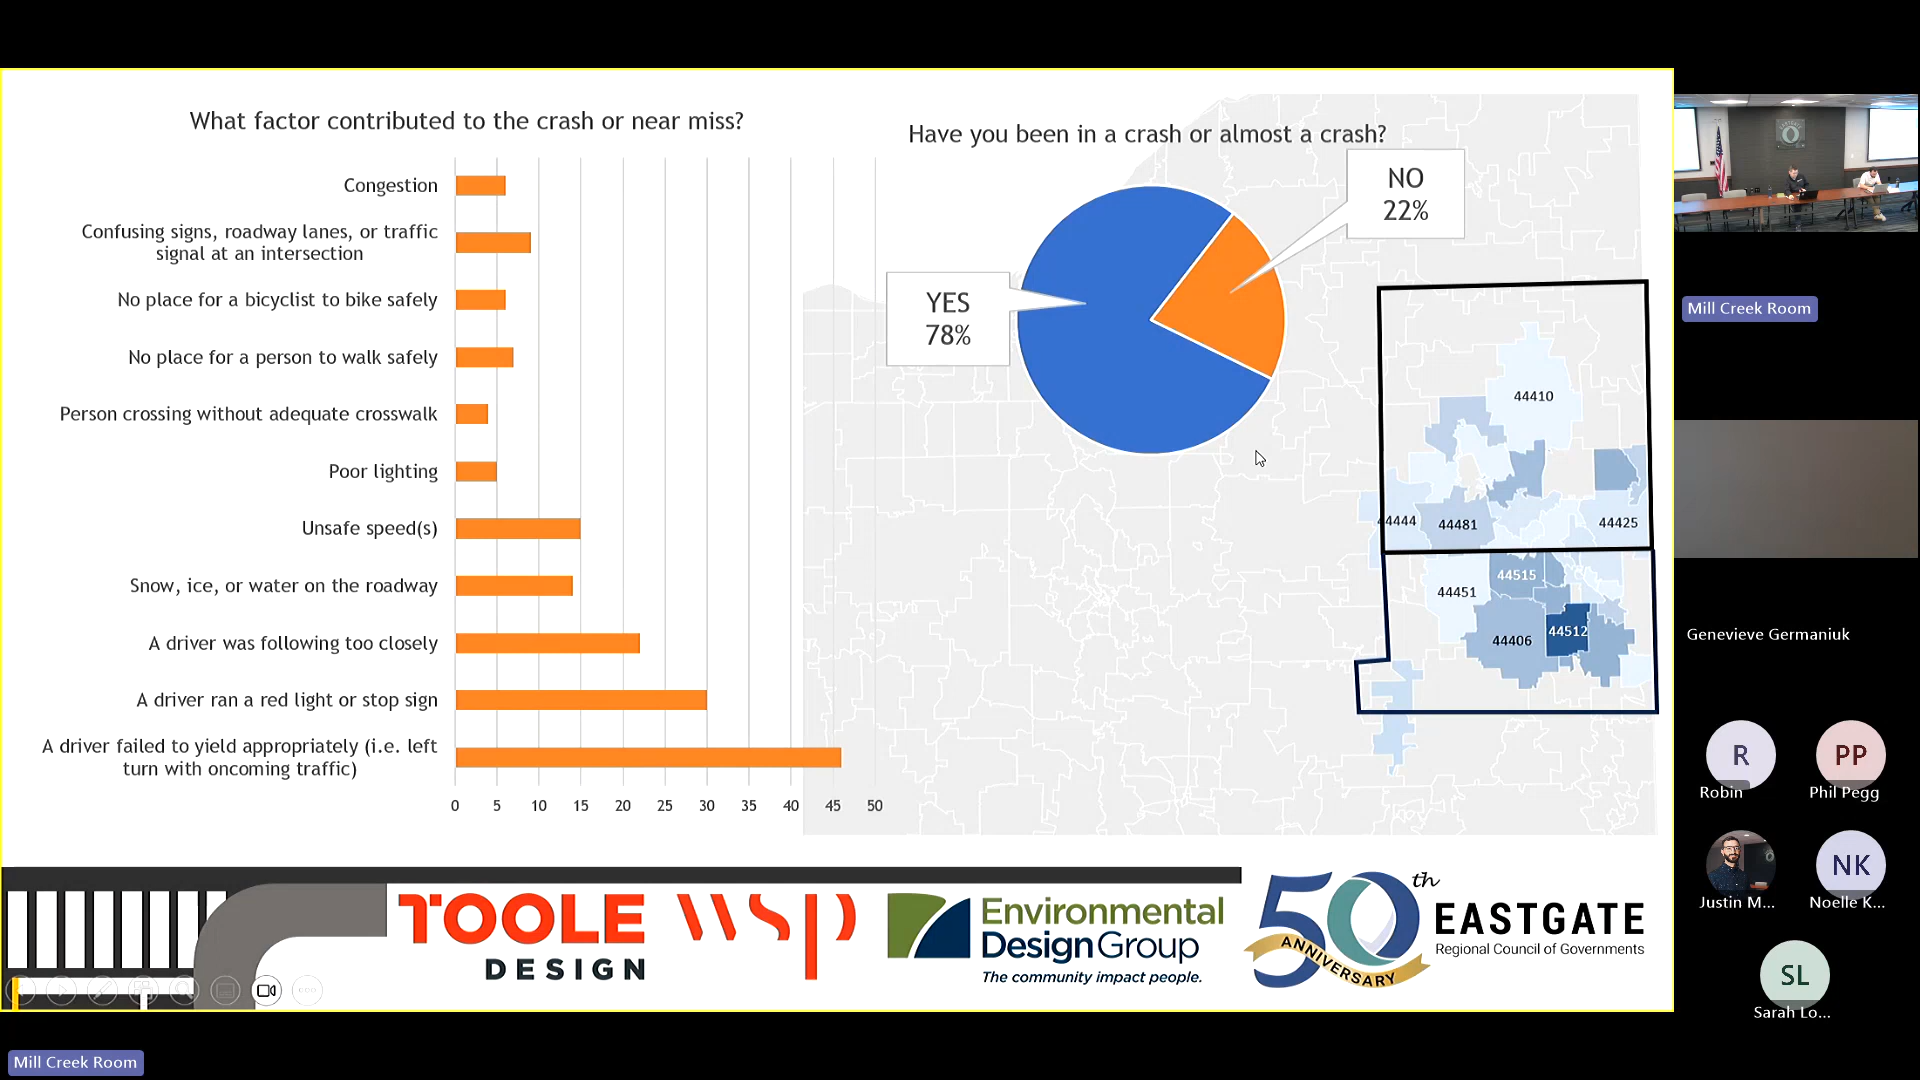 What factor contributed to the crash or near miss?
Congestion
Confusing signs, roadway lanes, or traffic
signal at an intersection
No place for a bicyclist to bike safely
No place for a person to walk safely
Person crossing without adequate crosswalk
Poor lighting
Unsafe speed(s)
Snow, ice, or water on the roadway
A driver was following too closely
A driver ran a red light or stop sign
A driver failed to yield appropriately (i.e. left
turn with oncoming traffic)
0 5 10 15 20 25 30 35 40 45 50
Have you been in a crash or almost a crash?
NO
22%
YES
78%
44410
44444
44481
44425
44515
44451
44512
44406
TOOLE
DESIGN
wsp
Environmental
Design Group
The community impact people.
50th
ANNIVERSARY
EASTGATE
Regional Council of Governments
Mill Creek Room
Genevieve Germaniuk
R
Robin
PP
Phil Pegg
Justin M...
NK
Noelle K...
SL
Sarah Lo...
Mill Creek Room